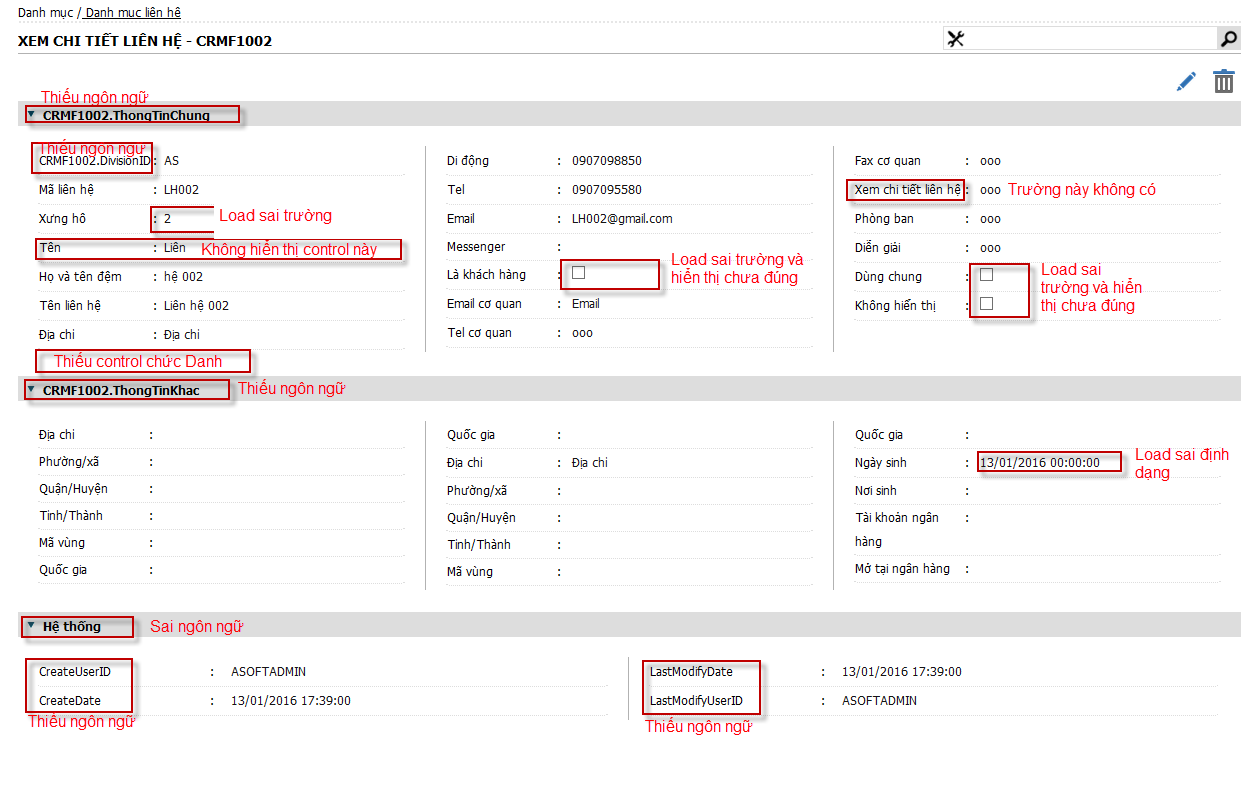 Danh mục / Danh muc liên hệ
XEM CHI TIẾT LIÊN HỆ - CRMF1002
Thiếu ngôn ngữ
CRMF1002.ThongTinChung
Thiếu ngôn ngữ
CRMF1002.DivisionID : AS
Mã liên hệ : LH002
Xưng hô : 2 Load sai trường
Tên : Liên Không hiển thị control này
Họ và tên đệm : hệ 002
Tên liên hệ : Liên hệ 002
Địa chỉ : Địa chỉ
Thiếu control chức Danh
Di động : 0907098850
Tel : 0907095580
Email : LH002@gmail.com
Messenger :
Là khách hàng : Load sai trường và
hiển thị chưa đúng
Email cơ quan : Email
Tel cơ quan : ooo
Fax cơ quan : ooo
Xem chi tiết liên hệ : ooo Trường này không có
Phòng ban : ooo
Diễn giải : ooo
Dùng chung : Load sai
trường và hiển
thị chưa đúng
Không hiển thị :
CRMF1002.ThongTinKhac Thiếu ngôn ngữ
Địa chỉ :
Phường/xã :
Quận/Huyện :
Tỉnh/Thành :
Mã vùng :
Quốc gia :
Quốc gia :
Địa chỉ : Địa chỉ
Phường/xã :
Quận/Huyện :
Tỉnh/Thành :
Mã vùng :
Quốc gia :
Ngày sinh : 13/01/2016 00:00:00 Load sai định
dạng
Nơi sinh :
Tài khoản ngân :
hàng
Mở tại ngân hàng :
Hệ thống Sai ngôn ngữ
CreateUserID : ASOFTADMIN
CreateDate : 13/01/2016 17:39:00
Thiếu ngôn ngữ
LastModifyDate : 13/01/2016 17:39:00
LastModifyUserID : ASOFTADMIN
Thiếu ngôn ngữ